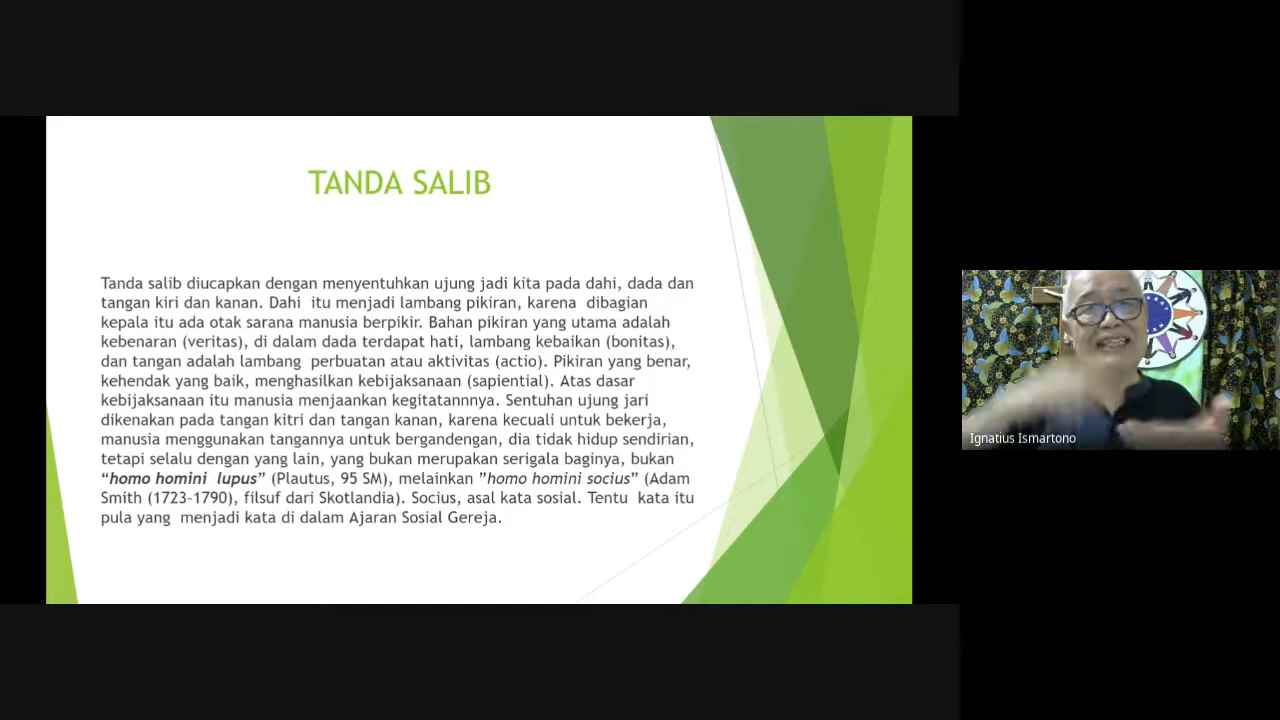 TANDA SALIB
Tanda salib diucapkan dengan menyentuhkan ujung jadi kita pada dahi, dada dan
tangan kiri dan kanan. Dahi  itu menjadi lambang pikiran, karena  dibagian
kepala itu ada otak sarana manusia berpikir. Bahan pikiran yang utama adalah
kebenaran (veritas), di dalam dada terdapat hati, lambang kebaikan (bonitas),
dan tangan adalah lambang  perbuatan atau aktivitas (actio). Pikiran yang benar,
kehendak yang baik, menghasilkan kebijaksanaan (sapiential). Atas dasar
kebijaksanaan itu manusia menjaankan kegitatannnya. Sentuhan ujung jari
dikenakan pada tangan kitri dan tangan kanan, karena kecuali untuk bekerja,
manusia menggunakan tangannya untuk bergandengan, dia tidak hidup sendirian,
tetapi selalu dengan yang lain, yang bukan merupakan serigala baginya, bukan
“homo homini  lupus” (Plautus, 95 SM), melainkan ”homo homini socius” (Adam
Smith (1723-1790), filsuf dari Skotlandia). Socius, asal kata sosial. Tentu  kata itu
pula yang  menjadi kata di dalam Ajaran Sosial Gereja.
Ignatius Ismartono